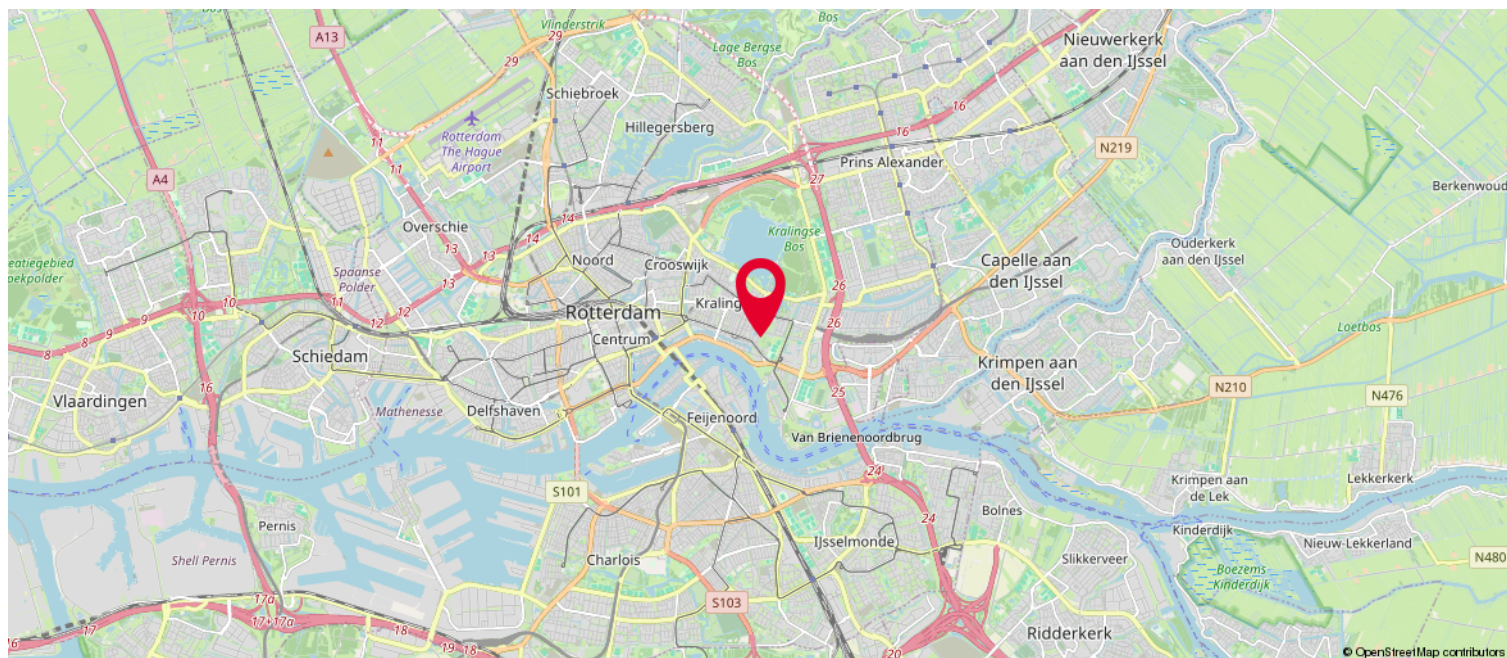 Vlinderstrik
Bos
A13
29
29
Lage Bergse
Bos
Nieuwerkerk
aan den IJssel
Schiebroek
16
16
Hillegersberg
Rotterdam
The Hague
Airport
11
11
N219
Prins Alexander
A4
27
Berkenwoud
14
Overschie
Kralingse
Bos
13
13
14
Ouderkerk
aan den IJssel
Noord
Crooswijk
Capelle aan
den IJssel
Spaanse
Polder
10
10
11
12
12
26
26
Kraling
Rotterdam
Centrum
Loetbos
9
9
8
8
Schiedam
Krimpen aan
den IJssel
16
N210
25
N476
Vlaardingen
Mathenesse
Delfshaven
Feijenoord
Van Brienenoordbrug
24
Krimpen aan
de Lek
Lekkerkerk
S101
Bolnes
24
Pernis
Kinderdijk
IJsselmonde
Nieuw-Lekkerland
Shell Pernis
Charlois
Slikkerveer
N480
Boezems
Kinderdijk
17a
17+17a
S103
16
17
18
18
19
20
Ridderkerk
© OpenStreetMap contributors